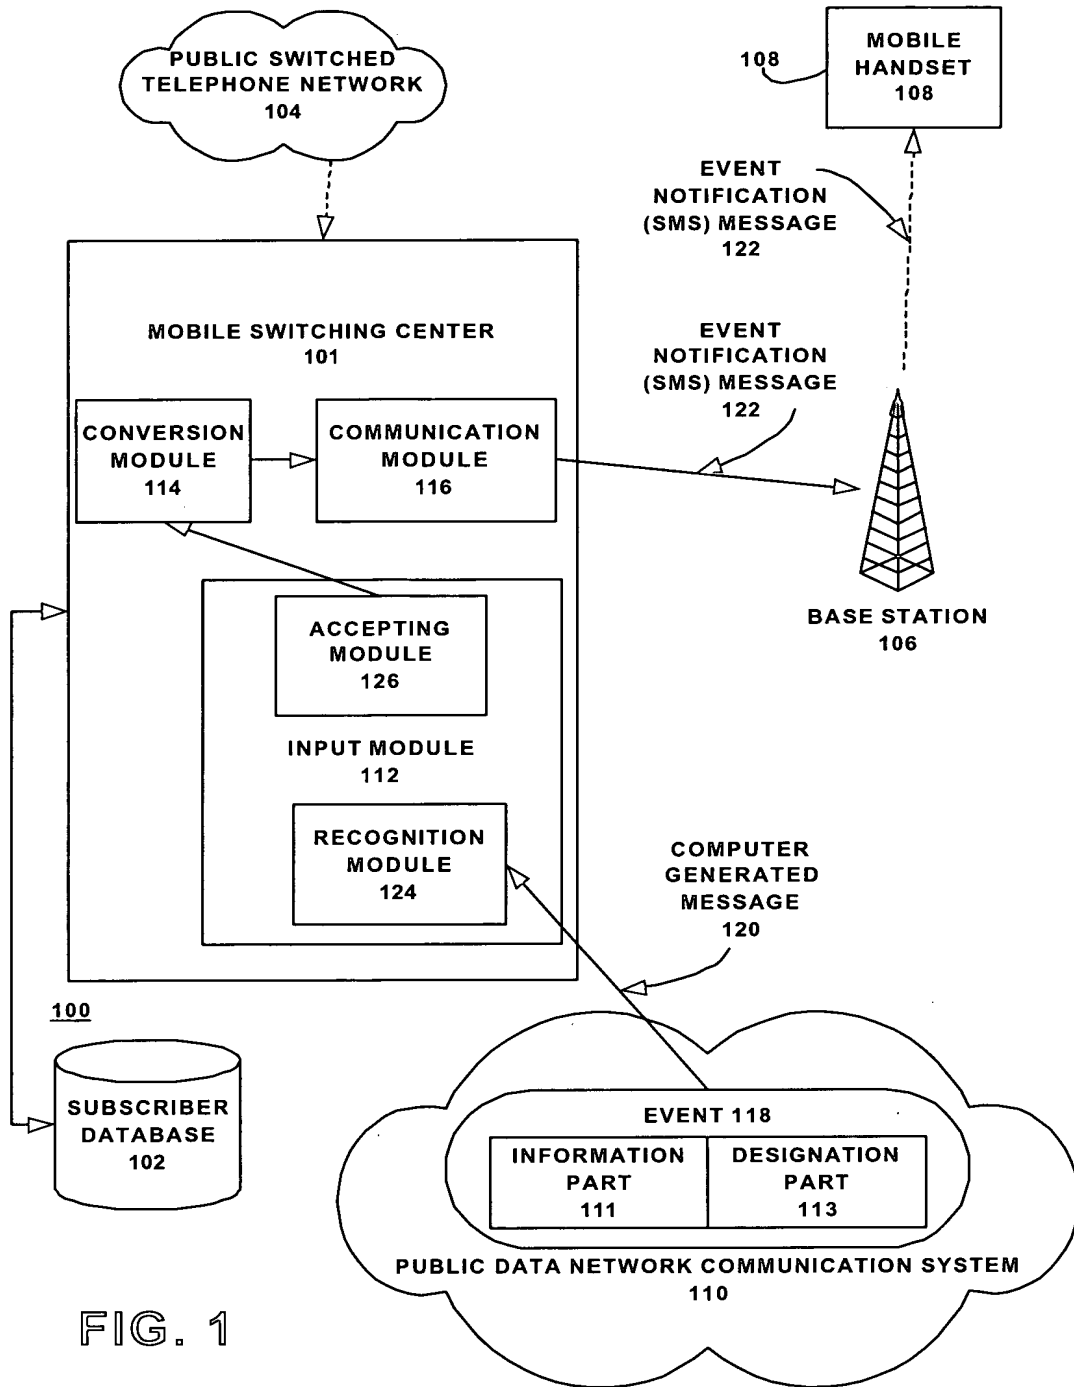 PUBLIC SWITCHED
TELEPHONE NETWORK
104
108
MOBILE
HANDSET
108
EVENT
NOTIFICATION
(SMS) MESSAGE
122
MOBILE SWITCHING CENTER
101
EVENT
NOTIFICATION
(SMS) MESSAGE
122
CONVERSION
MODULE
114
COMMUNICATION
MODULE
116
BASE STATION
106
ACCEPTING
MODULE
126
INPUT MODULE
112
RECOGNITION
MODULE
124
COMPUTER
GENERATED
MESSAGE
120
100
SUBSCRIBER
DATABASE
102
EVENT 118
INFORMATION
PART
111
DESIGNATION
PART
113
PUBLIC DATA NETWORK COMMUNICATION SYSTEM
110
FIG. 1